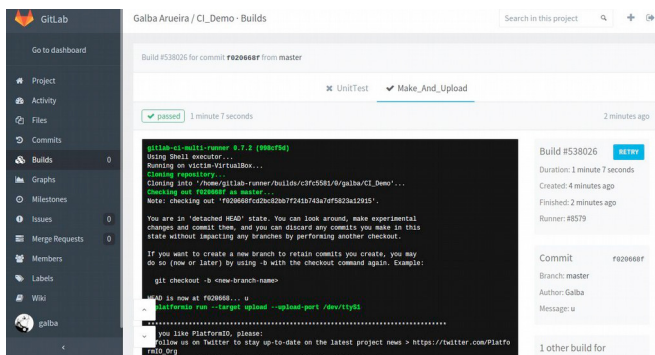 GitLab
Galba Arueira / CI_Demo · Builds
Search in this project
Go to dashboard
Project
Activity
Files
Commits
Builds 0
Graphs
Milestones
Issues 0
Merge Requests 0
Members
Labels
Wiki
galba
Build #538026 for commit f020668f from master
UnitTest Make_And_Upload
passed 1 minute 7 seconds 2 minutes ago
gitlab-ci-multi-runner 0.7.2 (998cf5d)
Using Shell executor...
Running on victim-VirtualBox...
Cloning repository...
Cloning into '/home/gitlab-runner/builds/c3fc5581/0/galba/CI_Demo'...
Checking out f020668f as master...
Note: checking out 'f020668fcd2bc82bb7f241b743a7df5823a12915'.
You are in 'detached HEAD' state. You can look around, make experimental
changes and commit them, and you can discard any commits you make in this
state without impacting any branches by performing another checkout.
If you want to create a new branch to retain commits you create, you may
do so (now or later) by using -b with the checkout command again. Example:
git checkout -b <new-branch-name>
HEAD is now at f020668... u
platformio run --target upload --upload-port /dev/ttyS1
********************************************************************************
you like PlatformIO, please:
follow us on Twitter to stay up-to-date on the latest project news > https://twitter.com/Platfo
rmIO_Org
Build #538026 RETRY
Duration: 1 minute 7 seconds
Created: 4 minutes ago
Finished: 2 minutes ago
Runner: #8579
Commit f020668f
Branch: master
Author: Galba
Message: u
1 other build for